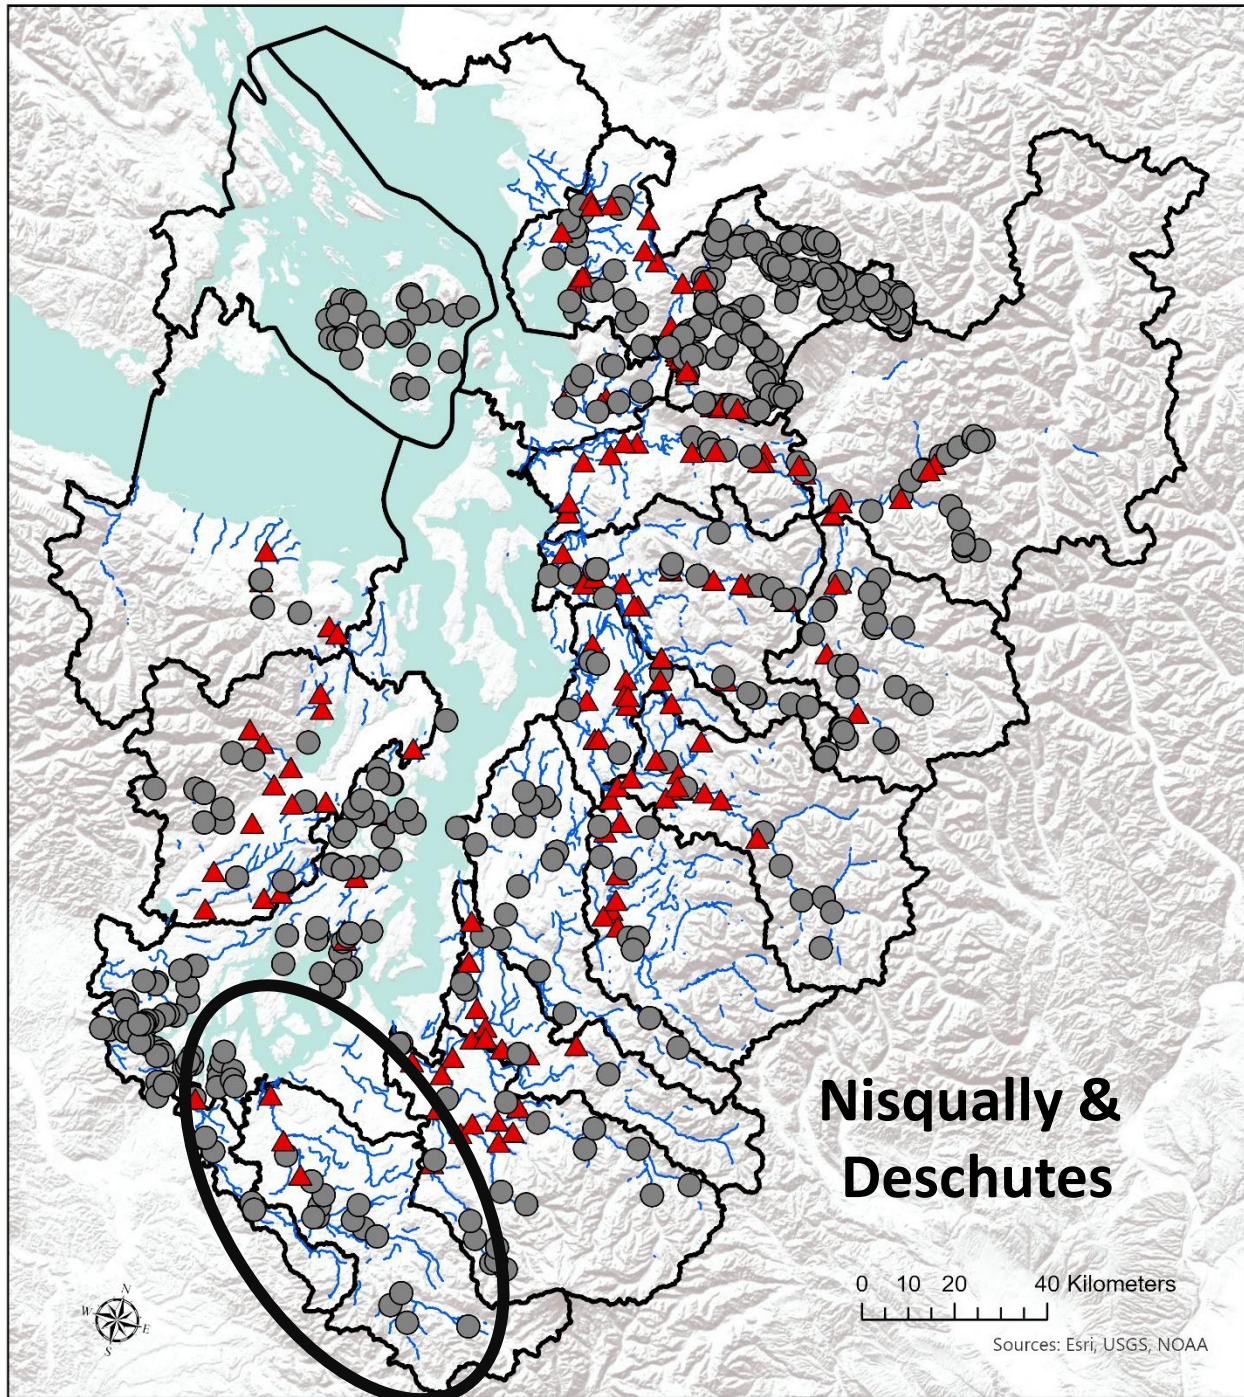 Nisqually &
Deschutes
0 10 20 40 Kilometers
N
W
E
S
Sources: Esri, USGS, NOAA